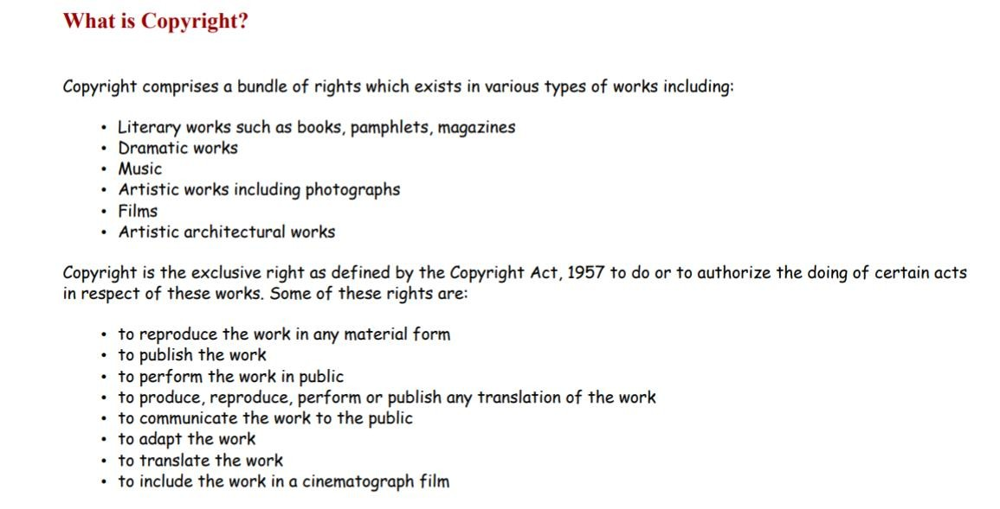 What is Copyright?
Copyright comprises a bundle of rights which exists in various types of works including:
• Literary works such as books, pamphlets, magazines
• Dramatic works
• Music
• Artistic works including photographs
• Films
• Artistic architectural works
Copyright is the exclusive right as defined by the Copyright Act, 1957 to do or to authorize the doing of certain acts
in respect of these works. Some of these rights are:
• to reproduce the work in any material form
• to publish the work
• to perform the work in public
• to produce, reproduce, perform or publish any translation of the work
• to communicate the work to the public
• to adapt the work
• to translate the work
• to include the work in a cinematograph film